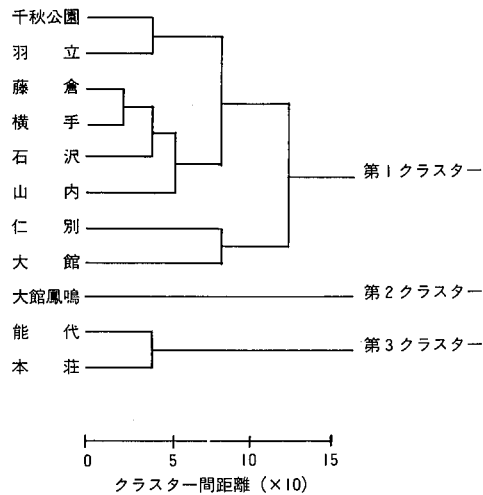 千秋公園
羽立
藤倉
横手
石沢
山内
第1クラスター
仁別
大館
大館鳳鳴
第2クラスター
能代
第3クラスター
本荘
0 5 10 15
クラスター間距離(×10)